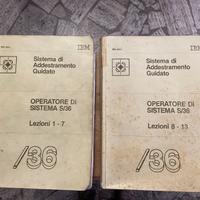 IBM
Sistema di
Addestramento
Guidato
OPERATORE DI
SISTEMA S/36
Lezioni 1 - 7
/36
IBM
Sistema di
Addestramento
Guidato
OPERATORE DI
SISTEMA S/36
Lezioni 8 - 13
/36